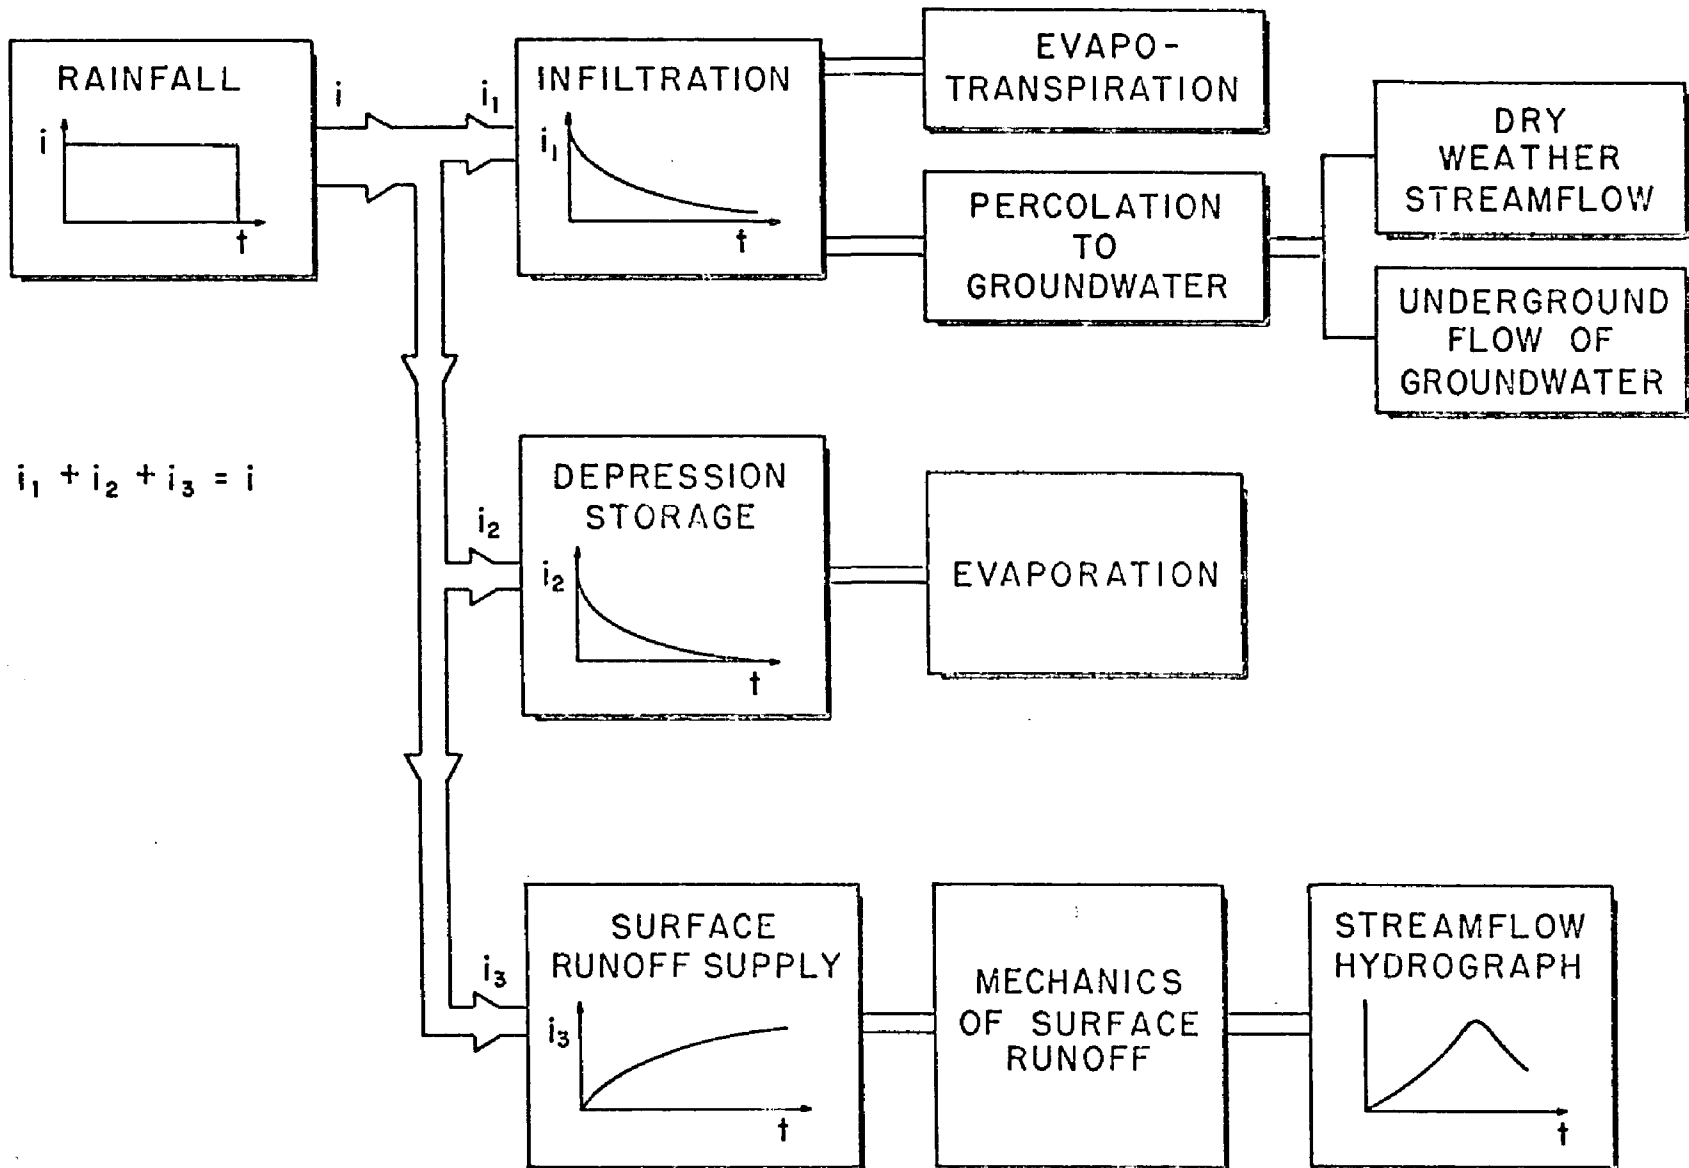 RAINFALL
i
t
i
i₁
INFILTRATION
i₁
t
EVAPO-
TRANSPIRATION
PERCOLATION
TO
GROUNDWATER
DRY
WEATHER
STREAMFLOW
UNDERGROUND
FLOW OF
GROUNDWATER
i₁ + i₂ + i₃ = i
i₂
DEPRESSION
STORAGE
i₂
t
EVAPORATION
i₃
SURFACE
RUNOFF SUPPLY
i₃
t
MECHANICS
OF SURFACE
RUNOFF
STREAMFLOW
HYDROGRAPH
t